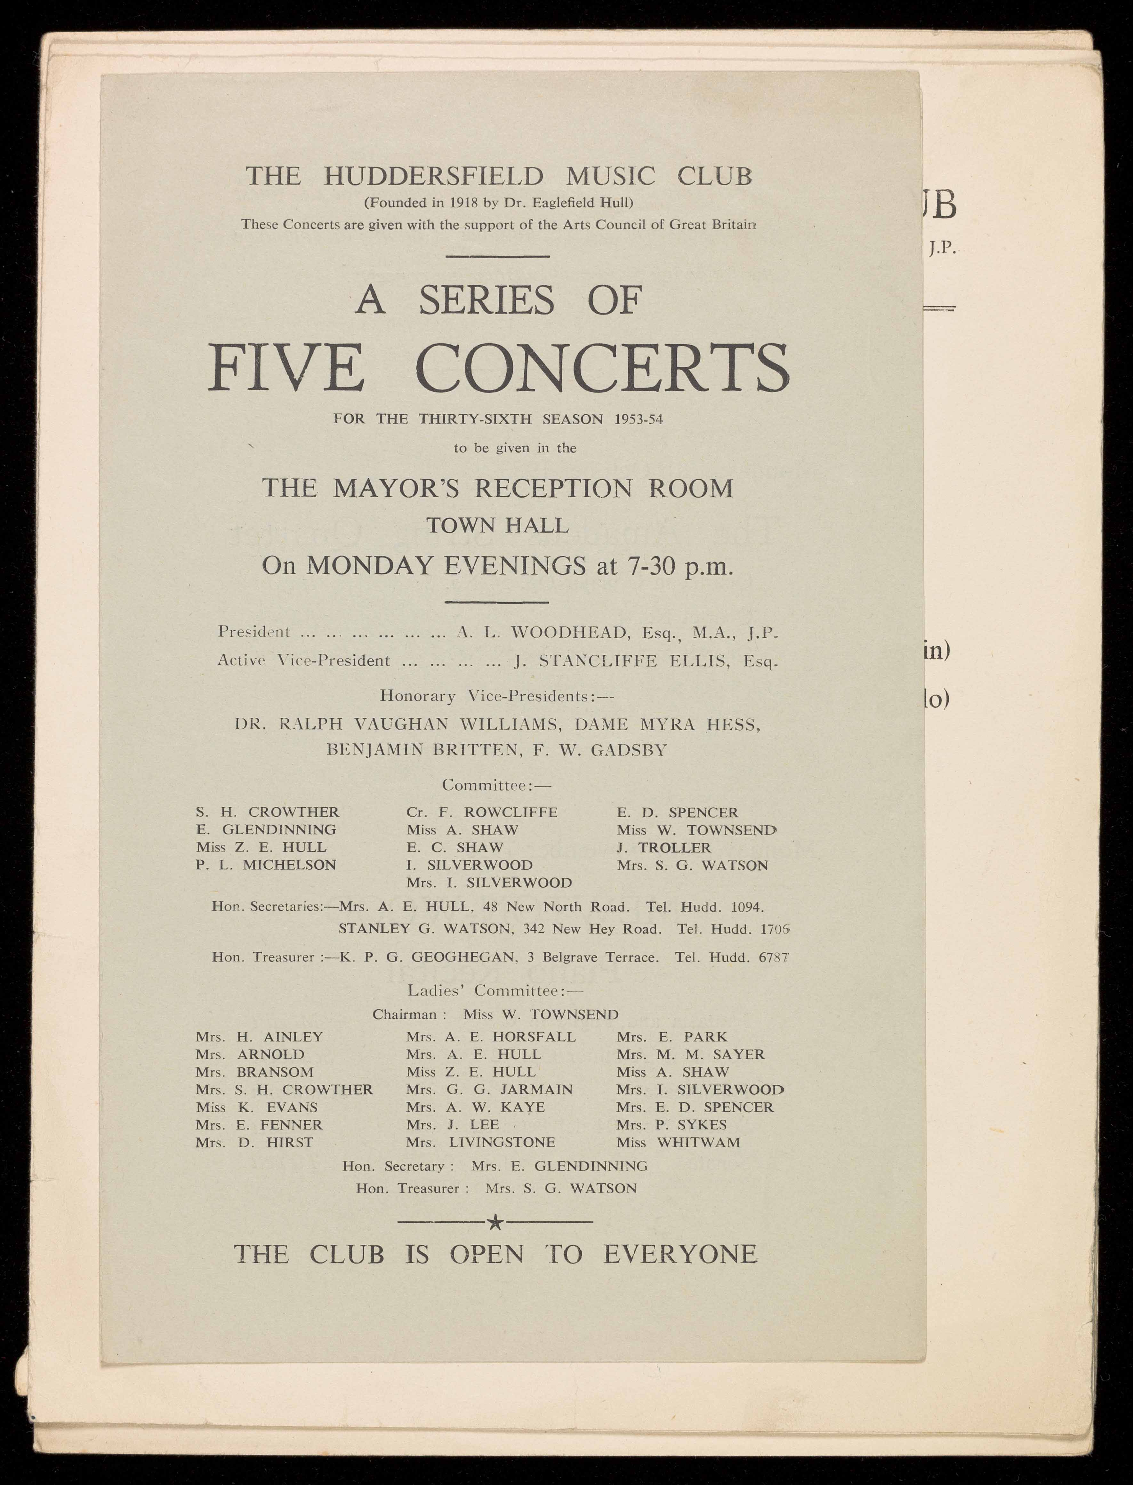 THE HUDDERSFIELD MUSIC CLUB
(Founded in 1918 by Dr. Eaglefield Hull)
These Concerts are given with the support of the Arts Council of Great Britain
A SERIES OF
FIVE CONCERTS
FOR THE THIRTY-SIXTH SEASON 1953-54
to be given in the
THE MAYOR'S RECEPTION ROOM
TOWN HALL
On MONDAY EVENINGS at 7-30 p.m.
President ... ... ... ... ... ... A. L. WOODHEAD, Esq., M.A., J.P.
Active Vice-President ... ... ... ... J. STANCLIFFE ELLIS, Esq.
Honorary Vice-Presidents:—
DR. RALPH VAUGHAN WILLIAMS, DAME MYRA HESS,
BENJAMIN BRITTEN, F. W. GADSBY
Committee:—
S. H. CROWTHER Cr. F. ROWCLIFFE E. D. SPENCER
E. GLENDINNING Miss A. SHAW Miss W. TOWNSEND
Miss Z. E. HULL E. C. SHAW J. TROLLER
P. L. MICHELSON I. SILVERWOOD Mrs. S. G. WATSON
Mrs. I. SILVERWOOD
Hon. Secretaries:—Mrs. A. E. HULL, 48 New North Road. Tel. Hudd. 1094.
STANLEY G. WATSON, 342 New Hey Road. Tel. Hudd. 1705
Hon. Treasurer :—K. P. G. GEOGHEGAN, 3 Belgrave Terrace. Tel. Hudd. 6787
Ladies' Committee:—
Chairman : Miss W. TOWNSEND
Mrs. H. AINLEY Mrs. A. E. HORSFALL Mrs. E. PARK
Mrs. ARNOLD Mrs. A. E. HULL Mrs. M. M. SAYER
Mrs. BRANSOM Miss Z. E. HULL Miss A. SHAW
Mrs. S. H. CROWTHER Mrs. G. G. JARMAIN Mrs. I. SILVERWOOD
Miss K. EVANS Mrs. A. W. KAYE Mrs. E. D. SPENCER
Mrs. E. FENNER Mrs. J. LEE Mrs. P. SYKES
Mrs. D. HIRST Mrs. LIVINGSTONE Miss WHITWAM
Hon. Secretary : Mrs. E. GLENDINNING
Hon. Treasurer : Mrs. S. G. WATSON
THE CLUB IS OPEN TO EVERYONE
UB
J.P.
in)
lo)